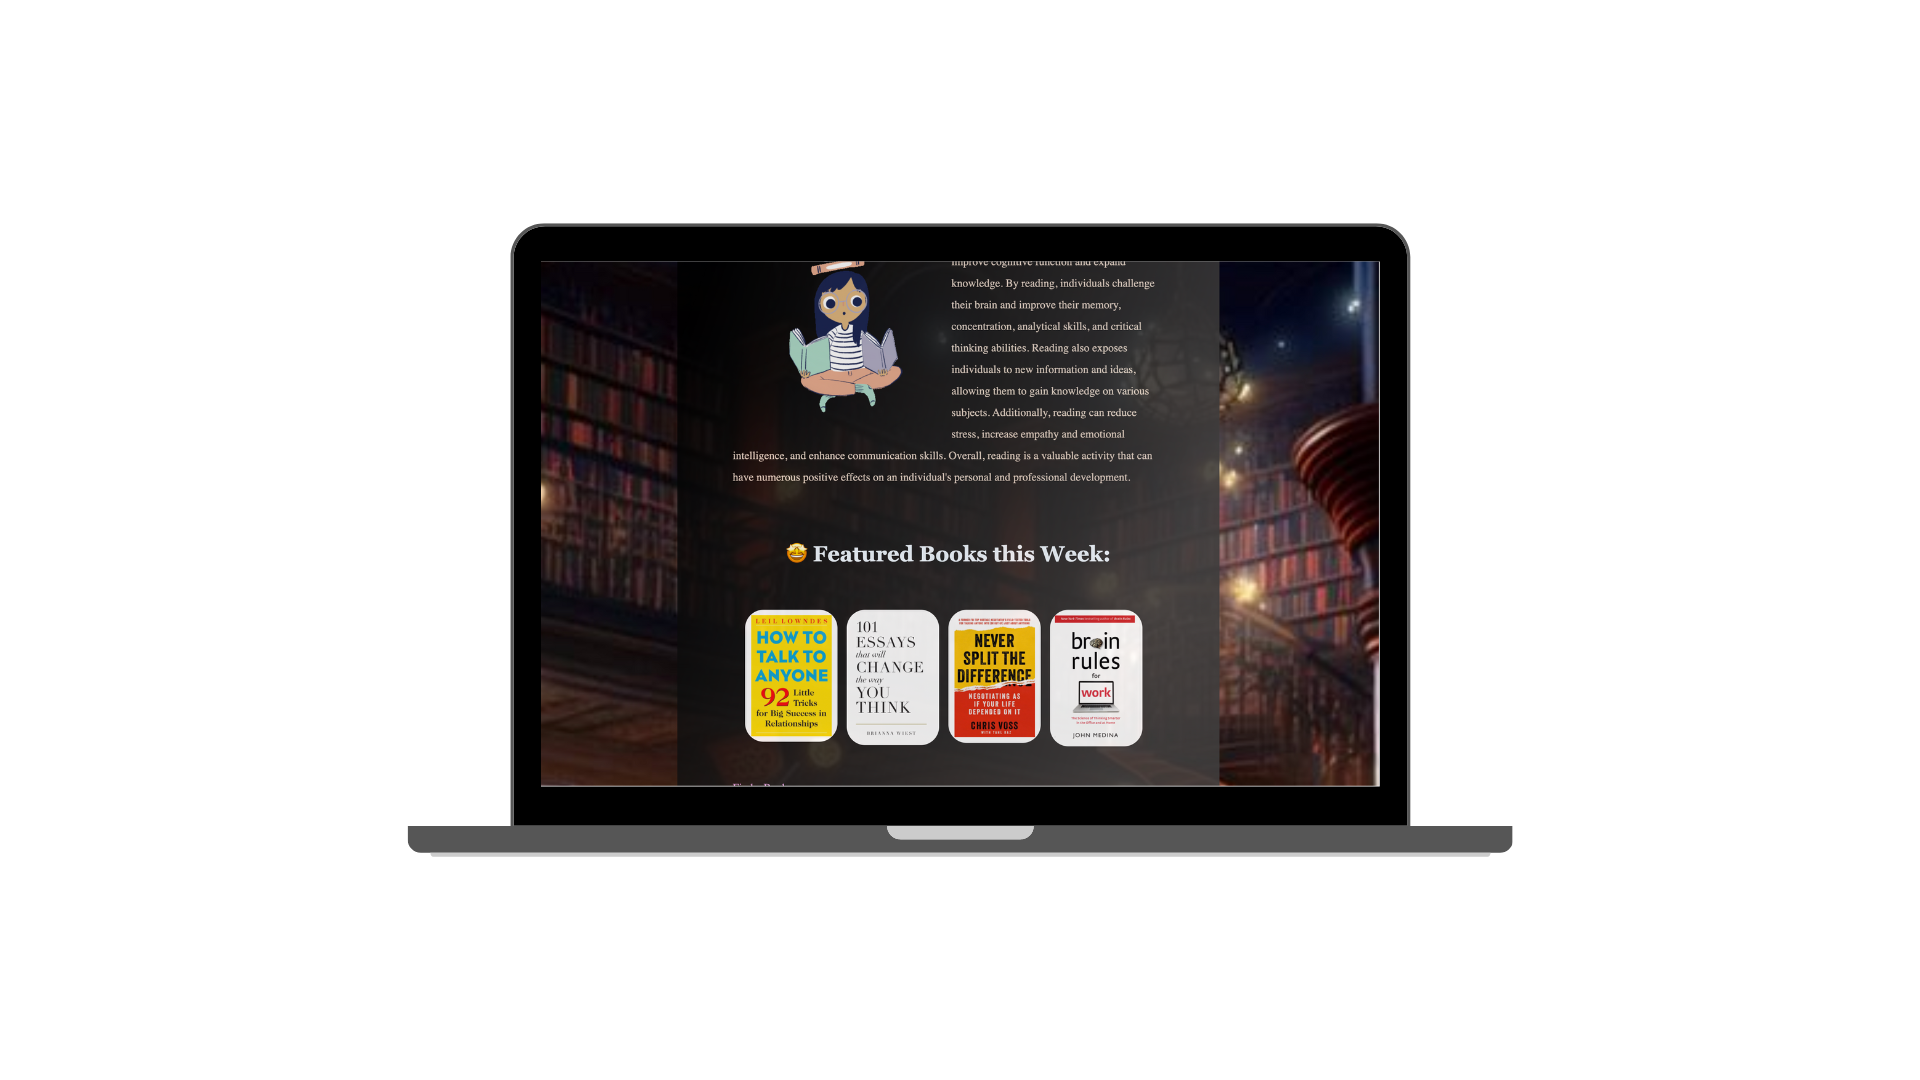 improve cognitive function and expand
knowledge. By reading, individuals challenge
their brain and improve their memory,
concentration, analytical skills, and critical
thinking abilities. Reading also exposes
individuals to new information and ideas,
allowing them to gain knowledge on various
subjects. Additionally, reading can reduce
stress, increase empathy and emotional
intelligence, and enhance communication skills. Overall, reading is a valuable activity that can
have numerous positive effects on an individual's personal and professional development.
🤩 Featured Books this Week:
LEIL LOWNDES
HOW TO
TALK TO
ANYONE
92 Little
Tricks
for Big Success in
Relationships
101
ESSAYS
that will
CHANGE
the way
YOU
THINK
BRIANNA WIEST
NEVER
SPLIT THE
DIFFERENCE
NEGOTIATING AS
IF YOUR LIFE
DEPENDED ON IT
CHRIS VOSS
WITH TAHL RAZ
brain
rules
for
work
JOHN MEDINA